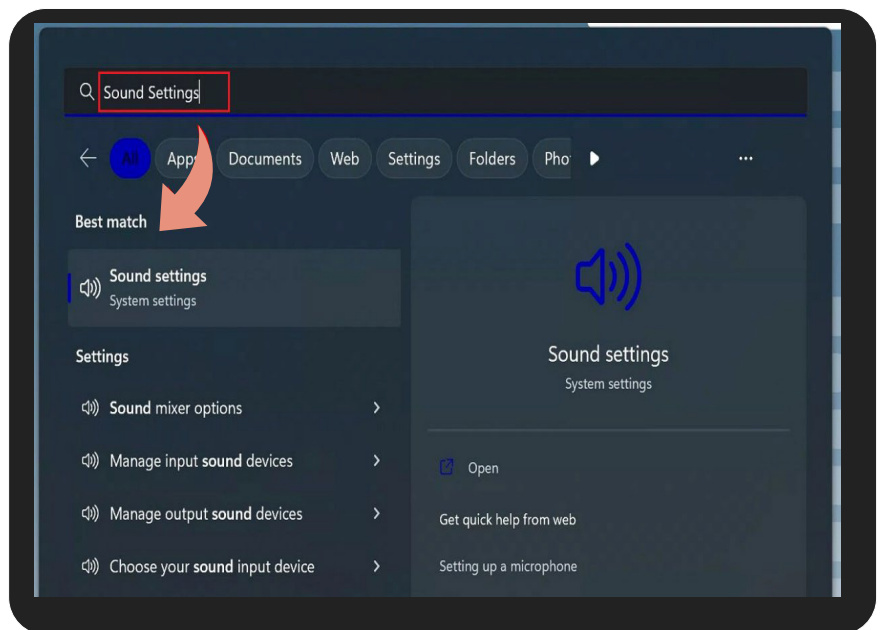 Sound Settings
All Apps Documents Web Settings Folders Pho ...
Best match
Sound settings
System settings
Settings
Sound mixer options
Manage input sound devices
Manage output sound devices
Choose your sound input device
Sound settings
System settings
Open
Get quick help from web
Setting up a microphone